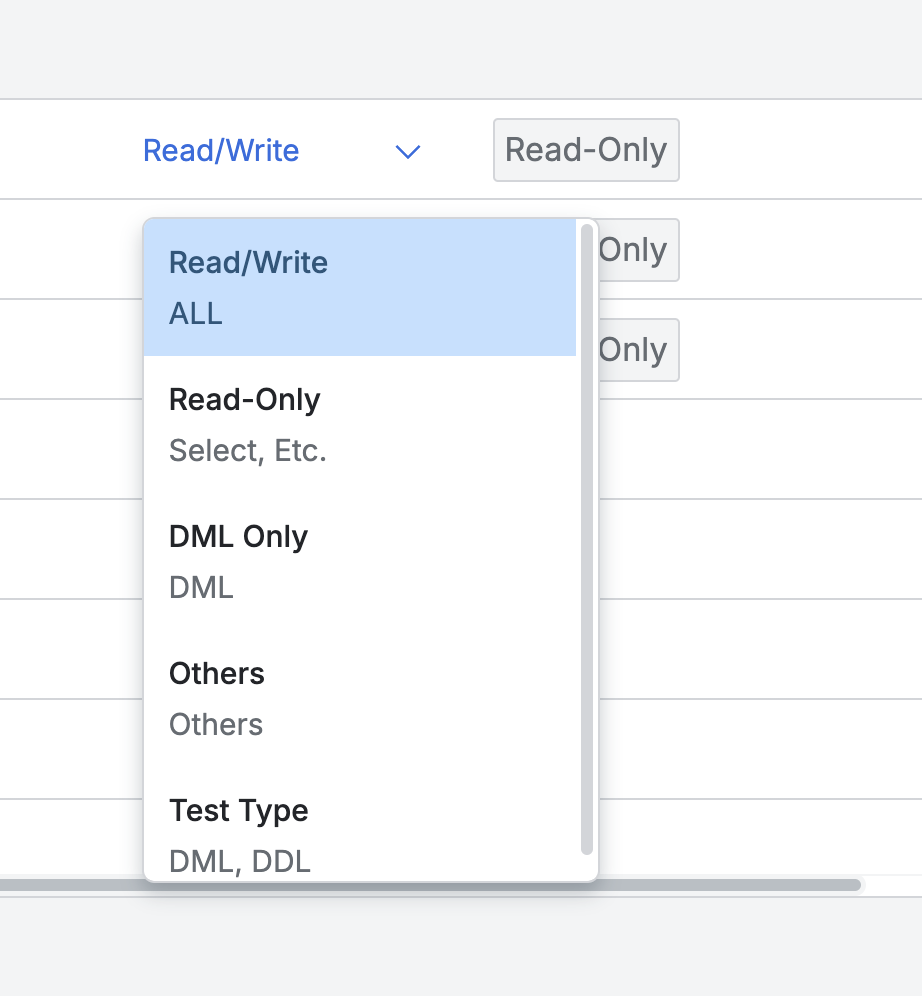 Read/Write
Read-Only
Read/Write
ALL
Only
Only
Read-Only
Select, Etc.
DML Only
DML
Others
Others
Test Type
DML, DDL